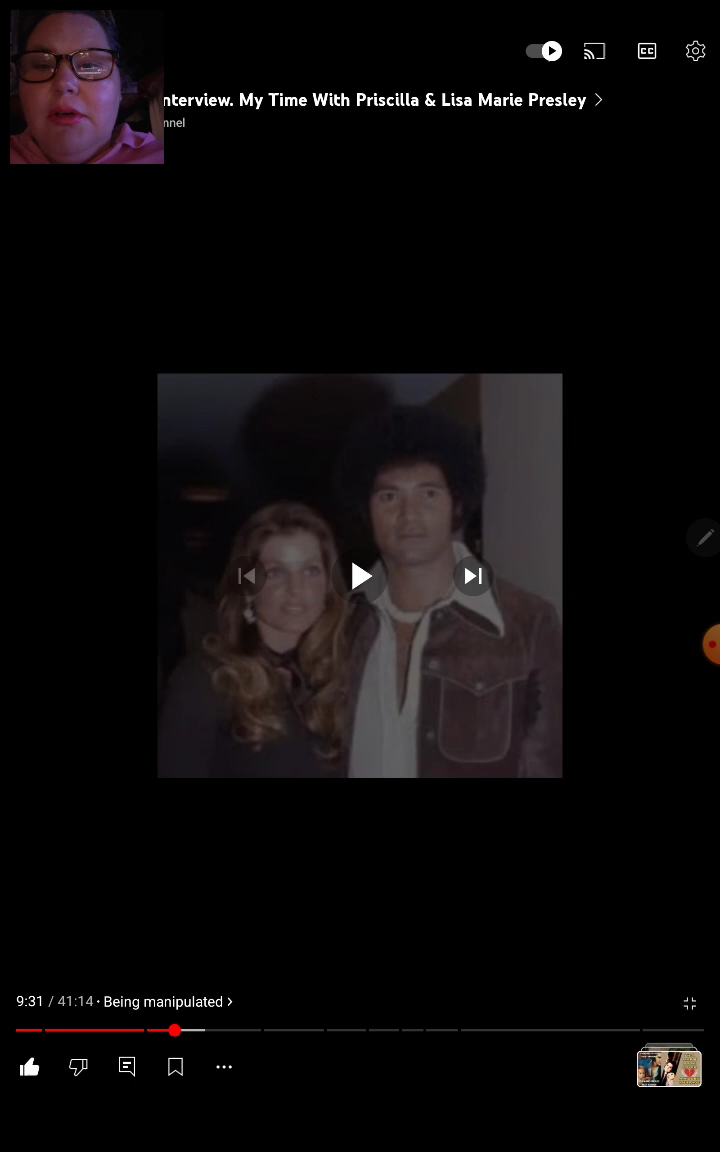 CC
nterview. My Time With Priscilla & Lisa Marie Presley
nnel
9:31 / 41:14 · Being manipulated